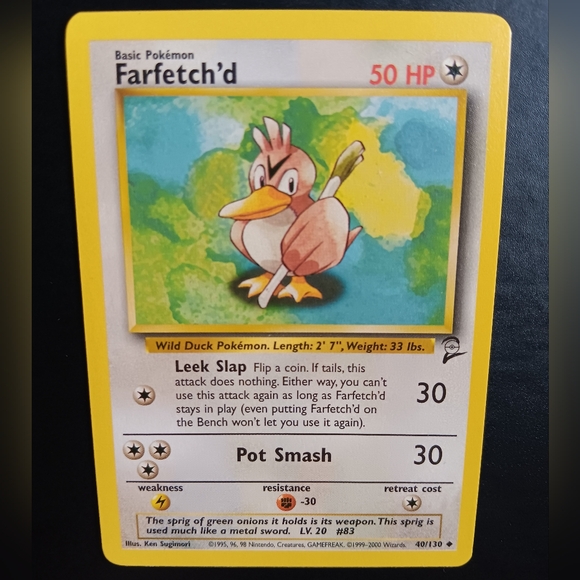 Basic Pokémon
Farfetch'd
50 HP
Wild Duck Pokémon. Length: 2' 7", Weight: 33 lbs.
Leek Slap Flip a coin. If tails, this
attack does nothing. Either way, you can't
use this attack again as long as Farfetch'd
stays in play (even putting Farfetch'd on
the Bench won't let you use it again).
30
Pot Smash
30
weakness
resistance
retreat cost
-30
The sprig of green onions it holds is its weapon. This sprig is
used much like a metal sword. LV. 20 #83
Illus. Ken Sugimori
©1995, 96, 98 Nintendo, Creatures, GAMEFREAK. ©1999-2000 Wizards.
40/130